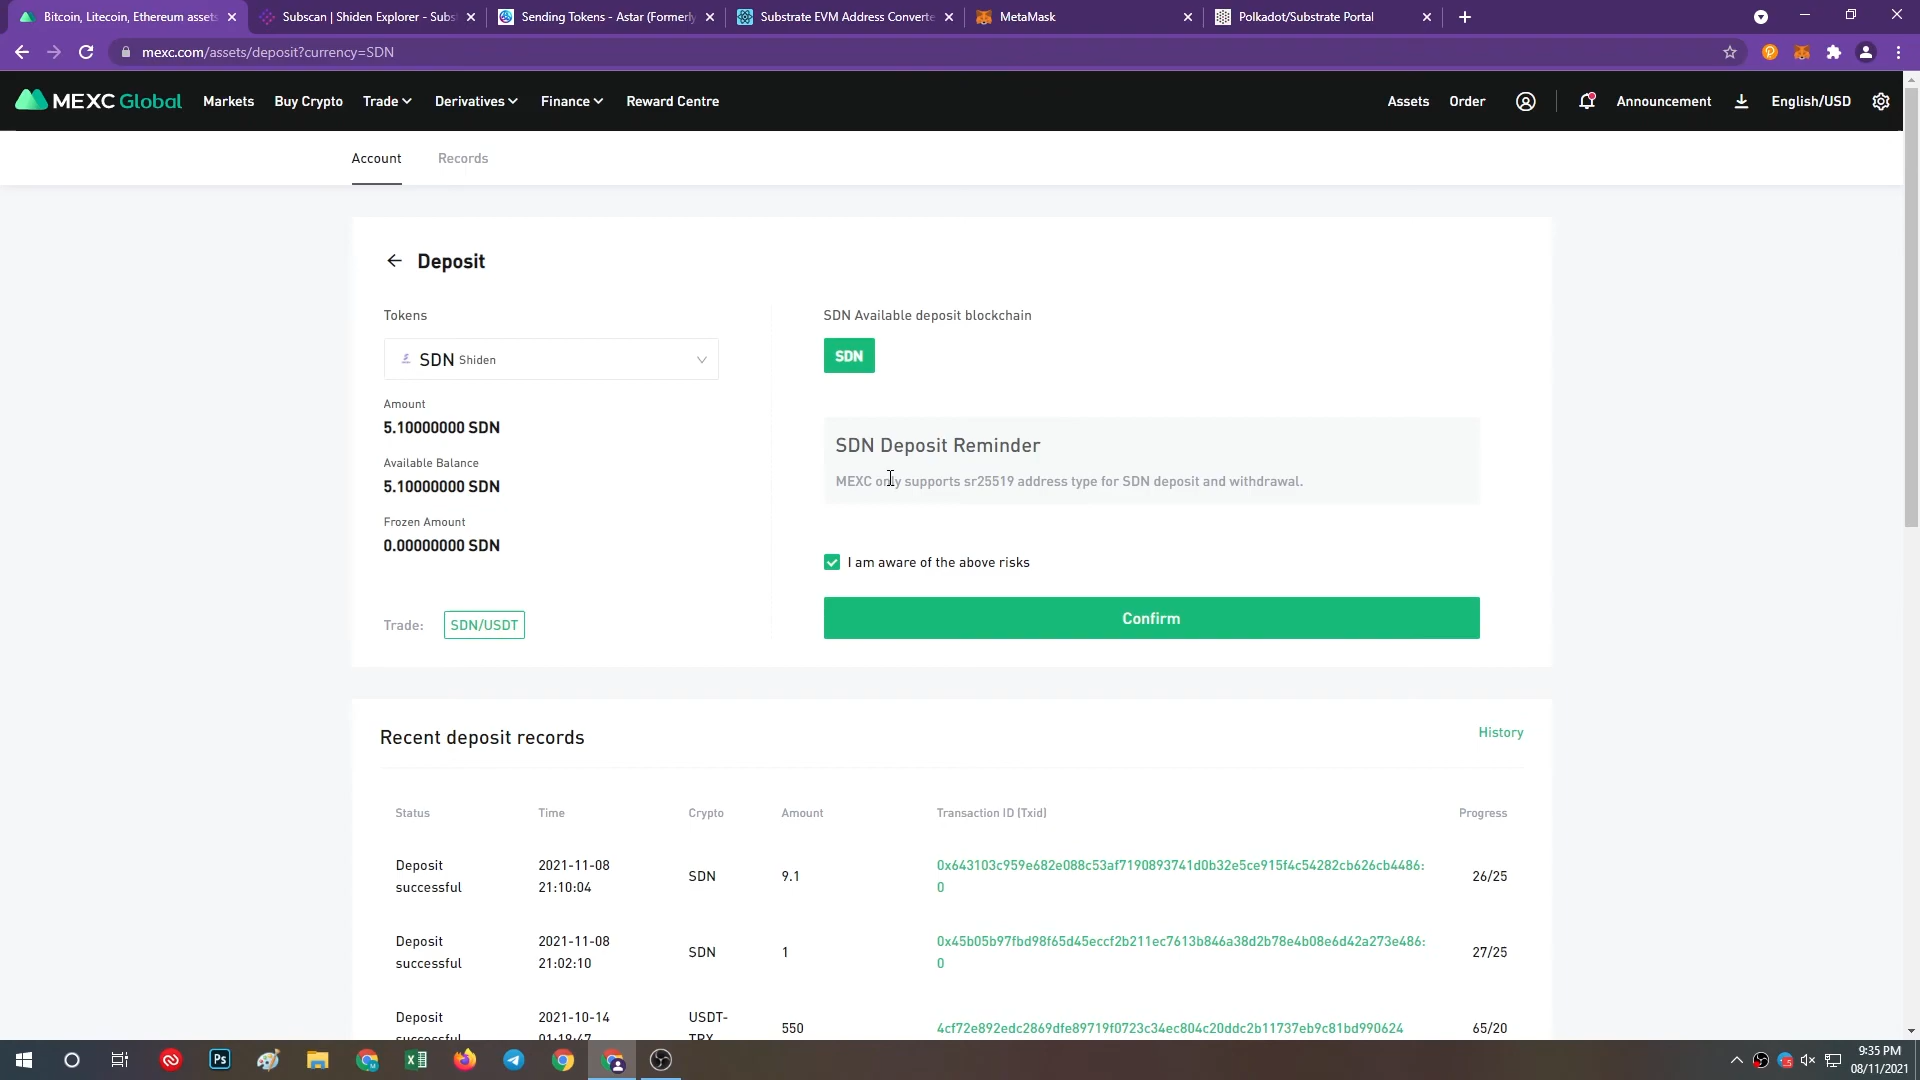 Bitcoin, Litecoin, Ethereum assets
Subscan | Shiden Explorer - Subs
Sending Tokens - Astar (Formerly
Substrate EVM Address Converte
MetaMask
Polkadot/Substrate Portal
mexc.com/assets/deposit?currency=SDN
MEXC Global
Markets
Buy Crypto
Trade
Derivatives
Finance
Reward Centre
Assets
Order
Announcement
English/USD
Account
Records
Deposit
Tokens
SDN Shiden
Amount
5.10000000 SDN
Available Balance
5.10000000 SDN
Frozen Amount
0.00000000 SDN
Trade:
SDN/USDT
SDN Available deposit blockchain
SDN
SDN Deposit Reminder
MEXC only supports sr25519 address type for SDN deposit and withdrawal.
I am aware of the above risks
Confirm
Recent deposit records
History
Status Time Crypto Amount Transaction ID (Txid) Progress
Deposit successful
2021-11-08 21:10:04
SDN
9.1
0x643103c959e682e088c53af7190893741d0b32e5ce915f4c54282cb626cb4486:
0
26/25
Deposit successful
2021-11-08 21:02:10
SDN
1
0x45b05b97fbd98f65d45eccf2b211ec7613b846a38d2b78e4b08e6d42a273e486:
0
27/25
Deposit
2021-10-14
USDT-
550
4cf72e892edc2869dfe89719f0723c34ec804c20ddc2b11737eb9c81bd990624
65/20
Ps
9:35 PM
08/11/2021